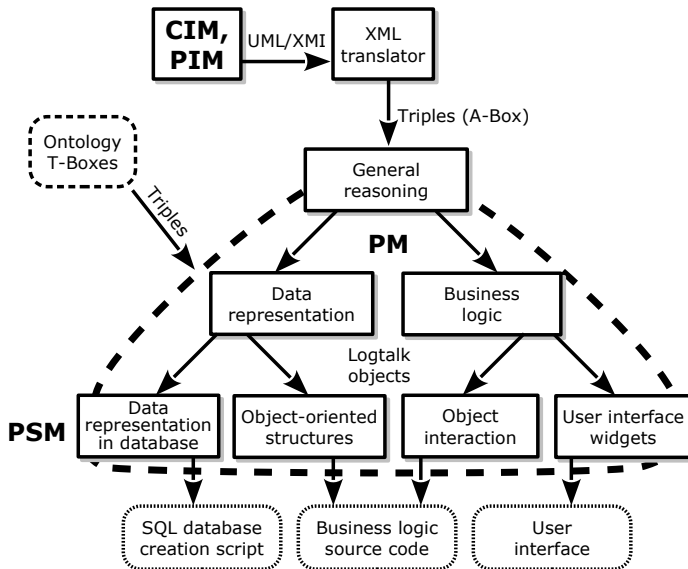 CIM,
PIM
UML/XMI
XML
translator
Triples (A-Box)
Ontology
T-Boxes
Triples
General
reasoning
PM
Data
representation
Business
logic
Logtalk
objects
PSM
Data
representation
in database
Object-oriented
structures
Object
interaction
User interface
widgets
SQL database
creation script
Business logic
source code
User
interface